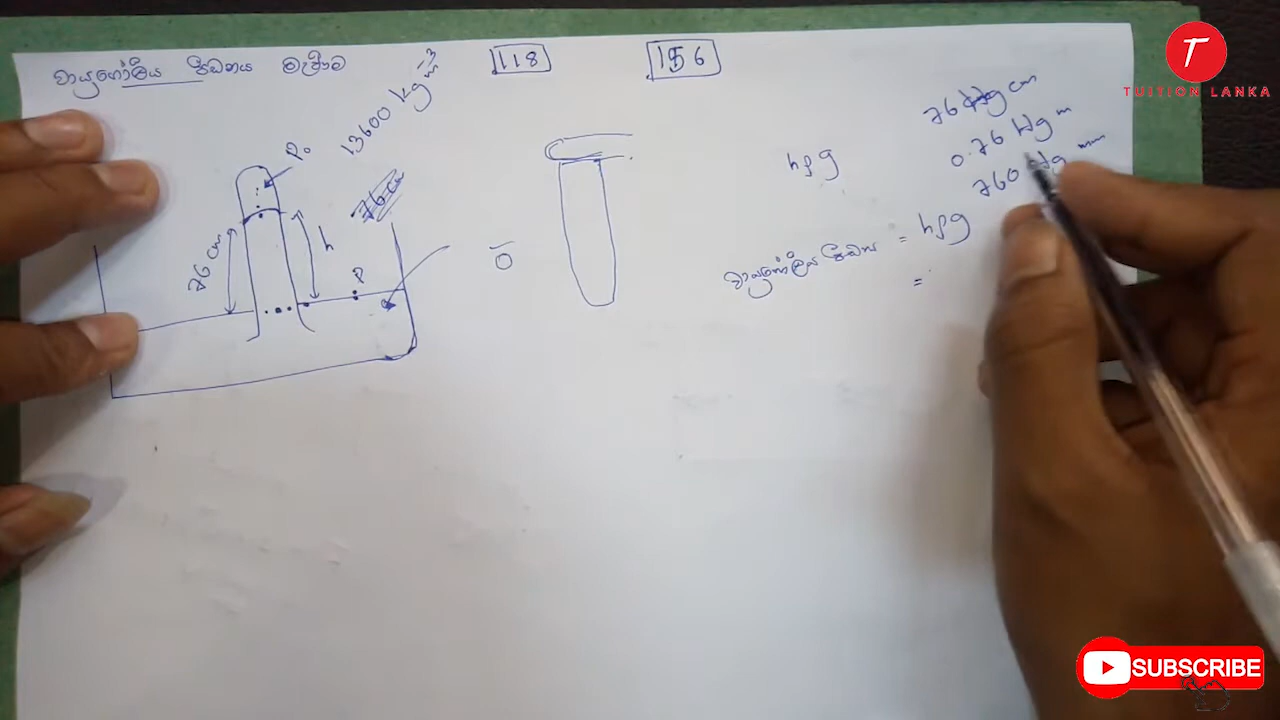 වායුගෝලීය පීඩනය මැනීම
118
156
T
TUITION LANKA
13600 kg m⁻³
P₀
76 cm
h
P
ō
hρg
76 Hg cm
0.76 Hg m
760 Hg mm
වායුගෝලීය පීඩනය = hρg
=
SUBSCRIBE